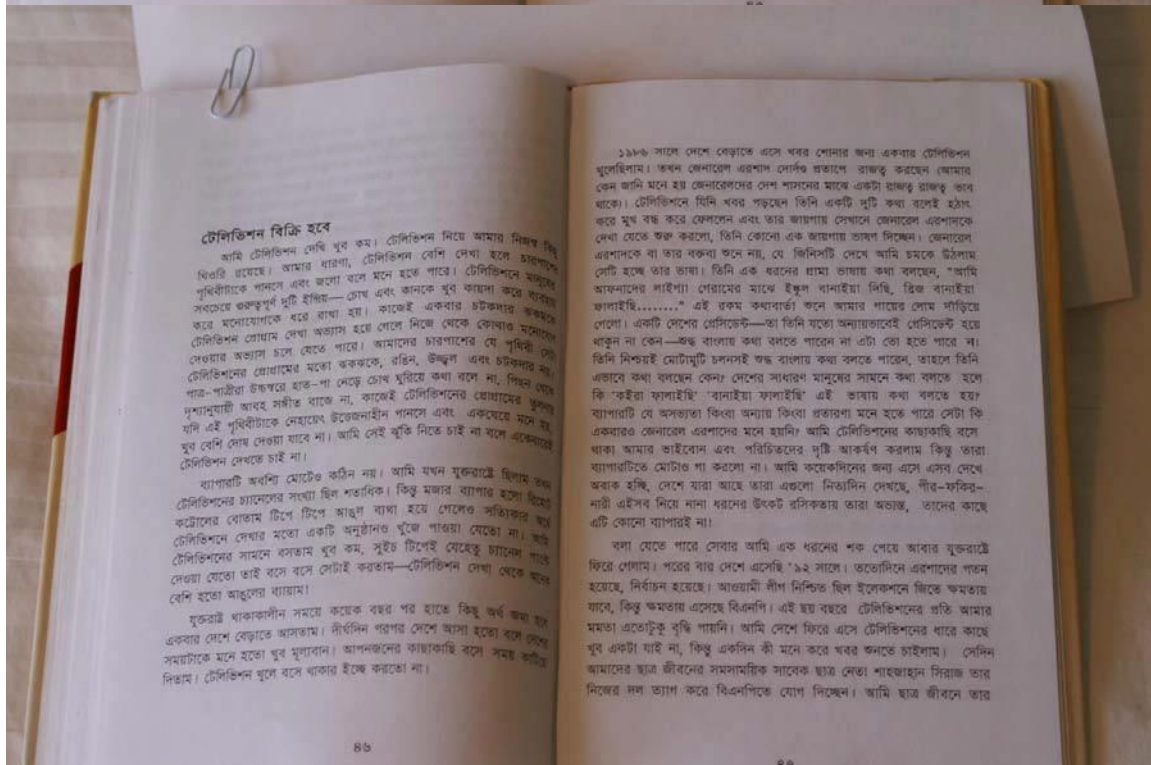 টেলিভিশন বিক্রি হবে
আমি টেলিভিশন দেখি খুব কম। টেলিভিশন নিয়ে আমার নিজস্ব কিছু
থিওরি রয়েছে। আমার ধারণা, টেলিভিশন বেশি দেখা হলে চারপাশের
পৃথিবীটাকে পানসে এবং জলো বলে মনে হতে পারে। টেলিভিশনে মানুষের
সবচেয়ে গুরুত্বপূর্ণ দুটি ইন্দ্রিয়— চোখ এবং কানকে খুব কায়দা করে ব্যবহার
করে মনোযোগকে ধরে রাখা হয়। কাজেই একবার চটকদার ঝকমকে
টেলিভিশন প্রোগ্রাম দেখা অভ্যাস হয়ে গেলে নিজে থেকে কোথাও মনোযোগ
দেওয়ার অভ্যাস চলে যেতে পারে। আমাদের চারপাশের যে পৃথিবী সেটা
টেলিভিশনের প্রোগ্রামের মতো ঝকঝকে, রঙিন, উজ্জ্বল এবং চটকদার নয়।
পাত্র-পাত্রীরা উচ্চস্বরে হাত-পা নেড়ে চোখ ঘুরিয়ে কথা বলে না, পিছন থেকে
দৃশ্যানুযায়ী আবহ সঙ্গীত বাজে না, কাজেই টেলিভিশনের প্রোগ্রামের তুলনায়
যদি এই পৃথিবীটাকে নেহায়েৎ উত্তেজনাহীন পানসে এবং একঘেয়ে মনে হয়,
খুব বেশি দোষ দেওয়া যাবে না। আমি সেই ঝুঁকি নিতে চাই না বলে একেবারেই
টেলিভিশন দেখতে চাই না।
ব্যাপারটি অবশ্যি মোটেও কঠিন নয়। আমি যখন যুক্তরাষ্ট্রে ছিলাম তখন
টেলিভিশনের চ্যানেলের সংখ্যা ছিল শতাধিক। কিন্তু মজার ব্যাপার হলো রিমোট
কন্ট্রোলের বোতাম টিপে টিপে আঙুল ব্যথা হয়ে গেলেও সত্যিকার অর্থে
টেলিভিশনে দেখার মতো একটি অনুষ্ঠানও খুঁজে পাওয়া যেতো না। আমি
টেলিভিশনের সামনে বসতাম খুব কম, সুইচ টিপেই যেহেতু চ্যানেল পাল্টে
দেওয়া যেতো তাই বসে বসে সেটাই করতাম—টেলিভিশন দেখা থেকে অনেক
বেশি হতো আঙুলের ব্যায়াম।
যুক্তরাষ্ট্র থাকাকালীন সময়ে কয়েক বছর পর হাতে কিছু অর্থ জমা হলে
একবার দেশে বেড়াতে আসতাম। দীর্ঘদিন পরপর দেশে আসা হতো বলে দেশের
সময়টাকে মনে হতো খুব মূল্যবান। আপনজনের কাছাকাছি বসে সময় কাটিয়ে
দিতাম। টেলিভিশন খুলে বসে থাকার ইচ্ছে করতো না।
৪৬
১৯৮৬ সালে দেশে বেড়াতে এসে খবর শোনার জন্য একবার টেলিভিশন
খুলেছিলাম। তখন জেনারেল এরশাদ দোর্দণ্ড প্রতাপে রাজত্ব করছেন (আমার
কেন জানি মনে হয় জেনারেলদের দেশ শাসনের মাঝে একটা রাজত্ব রাজত্ব ভাব
থাকে)। টেলিভিশনে যিনি খবর পড়ছেন তিনি একটি দুটি কথা বলেই হঠাৎ
করে মুখ বন্ধ করে ফেললেন এবং তার জায়গায় সেখানে জেনারেল এরশাদকে
দেখা যেতে শুরু করলো, তিনি কোনো এক জায়গায় ভাষণ দিচ্ছেন। জেনারেল
এরশাদকে বা তার বক্তব্য শুনে নয়, যে জিনিসটি দেখে আমি চমকে উঠলাম
সেটি হচ্ছে তার ভাষা। তিনি এক ধরনের গ্রাম্য ভাষায় কথা বলছেন, "আমি
আফনাদের লাইগ্যা গেরামের মাঝে ইস্কুল বানাইয়া দিছি, ব্রিজ বানাইয়া
ফালাইছি........" এই রকম কথাবার্তা শুনে আমার গায়ের লোম দাঁড়িয়ে
গেলো। একটি দেশের প্রেসিডেন্ট—তা তিনি যতো অন্যায়ভাবেই প্রেসিডেন্ট হয়ে
থাকুন না কেন—শুদ্ধ বাংলায় কথা বলতে পারেন না এটা তো হতে পারে না।
তিনি নিশ্চয়ই মোটামুটি চলনসই শুদ্ধ বাংলায় কথা বলতে পারেন, তাহলে তিনি
এভাবে কথা বলছেন কেন? দেশের সাধারণ মানুষের সামনে কথা বলতে হলে
কি 'কইরা ফালাইছি' 'বানাইয়া ফালাইছি' এই ভাষায় কথা বলতে হয়?
ব্যাপারটি যে অসভ্যতা কিংবা অন্যায় কিংবা প্রতারণা মনে হতে পারে সেটা কি
একবারও জেনারেল এরশাদের মনে হয়নি? আমি টেলিভিশনের কাছাকাছি বসে
থাকা আমার ভাইবোন এবং পরিচিতদের দৃষ্টি আকর্ষণ করলাম কিন্তু তারা
ব্যাপারটিতে মোটাও গা করলো না। আমি কয়েকদিনের জন্য এসে এসব দেখে
অবাক হচ্ছি, দেশে যারা আছে তারা এগুলো নিত্যদিন দেখছে, পীর-ফকির-
নারী এইসব নিয়ে নানা ধরনের উৎকট রসিকতায় তারা অভ্যস্ত, তাদের কাছে
এটি কোনো ব্যাপারই না!
বলা যেতে পারে সেবার আমি এক ধরনের শক পেয়ে আবার যুক্তরাষ্ট্রে
ফিরে গেলাম। পরের বার দেশে এসেছি '৯২ সালে। ততোদিনে এরশাদের পতন
হয়েছে, নির্বাচন হয়েছে। আওয়ামী লীগ নিশ্চিত ছিল ইলেকশনে জিতে ক্ষমতায়
যাবে, কিন্তু ক্ষমতায় এসেছে বিএনপি। এই ছয় বছরে টেলিভিশনের প্রতি আমার
মমতা এতোটুকু বৃদ্ধি পায়নি। আমি দেশে ফিরে এসে টেলিভিশনের ধারে কাছে
খুব একটা যাই না, কিন্তু একদিন কী মনে করে খবর শুনতে চাইলাম। সেদিন
আমাদের ছাত্র জীবনের সমসাময়িক সাবেক ছাত্র নেতা শাহজাহান সিরাজ তার
নিজের দল ত্যাগ করে বিএনপিতে যোগ দিচ্ছেন। আমি ছাত্র জীবনে তার